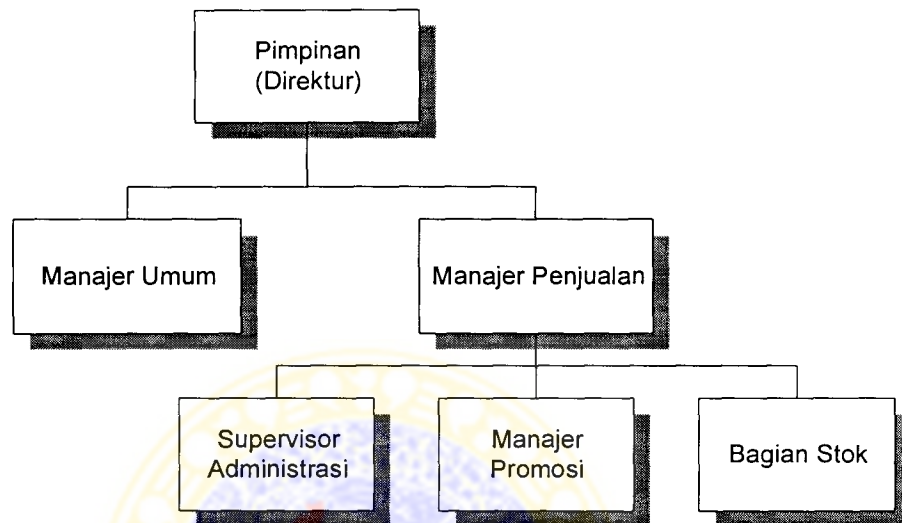 Pimpinan
(Direktur)
Manajer Umum
Manajer Penjualan
Supervisor
Administrasi
Manajer
Promosi
Bagian Stok